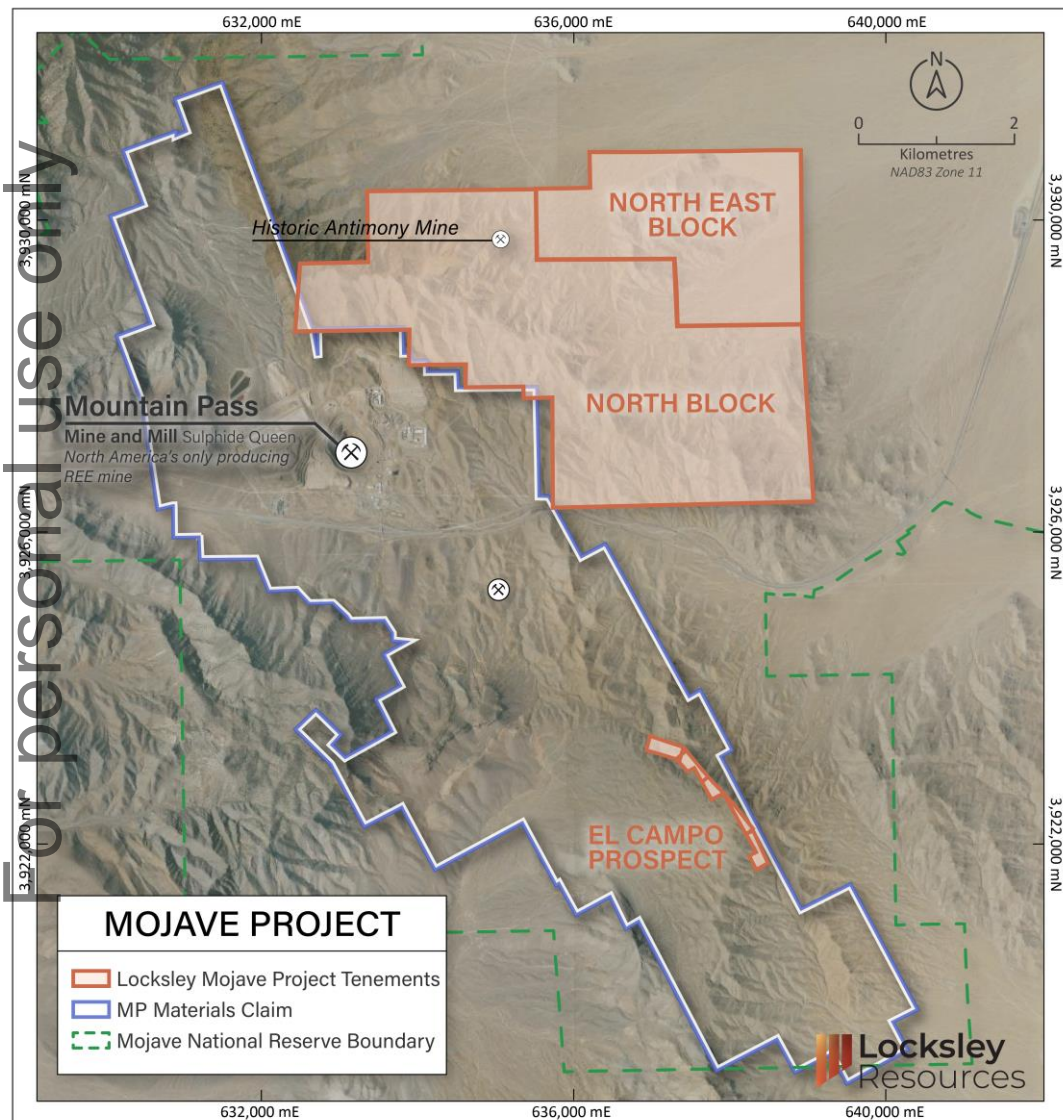 632,000 mE
636,000 mE
640,000 mE
N
0
2
Kilometres
NAD83 Zone 11
3,930,000 mN
3,930,000 mN
NORTH EAST
BLOCK
Historic Antimony Mine
NORTH BLOCK
Mountain Pass
Mine and Mill Sulphide Queen
North America's only producing
REE mine
3,926,000 mN
3,926,000 mN
EL CAMPO
PROSPECT
3,922,000 mN
3,922,000 mN
For personal use only
MOJAVE PROJECT
Locksley Mojave Project Tenements
MP Materials Claim
Mojave National Reserve Boundary
Locksley
Resources
632,000 mE
636,000 mE
640,000 mE